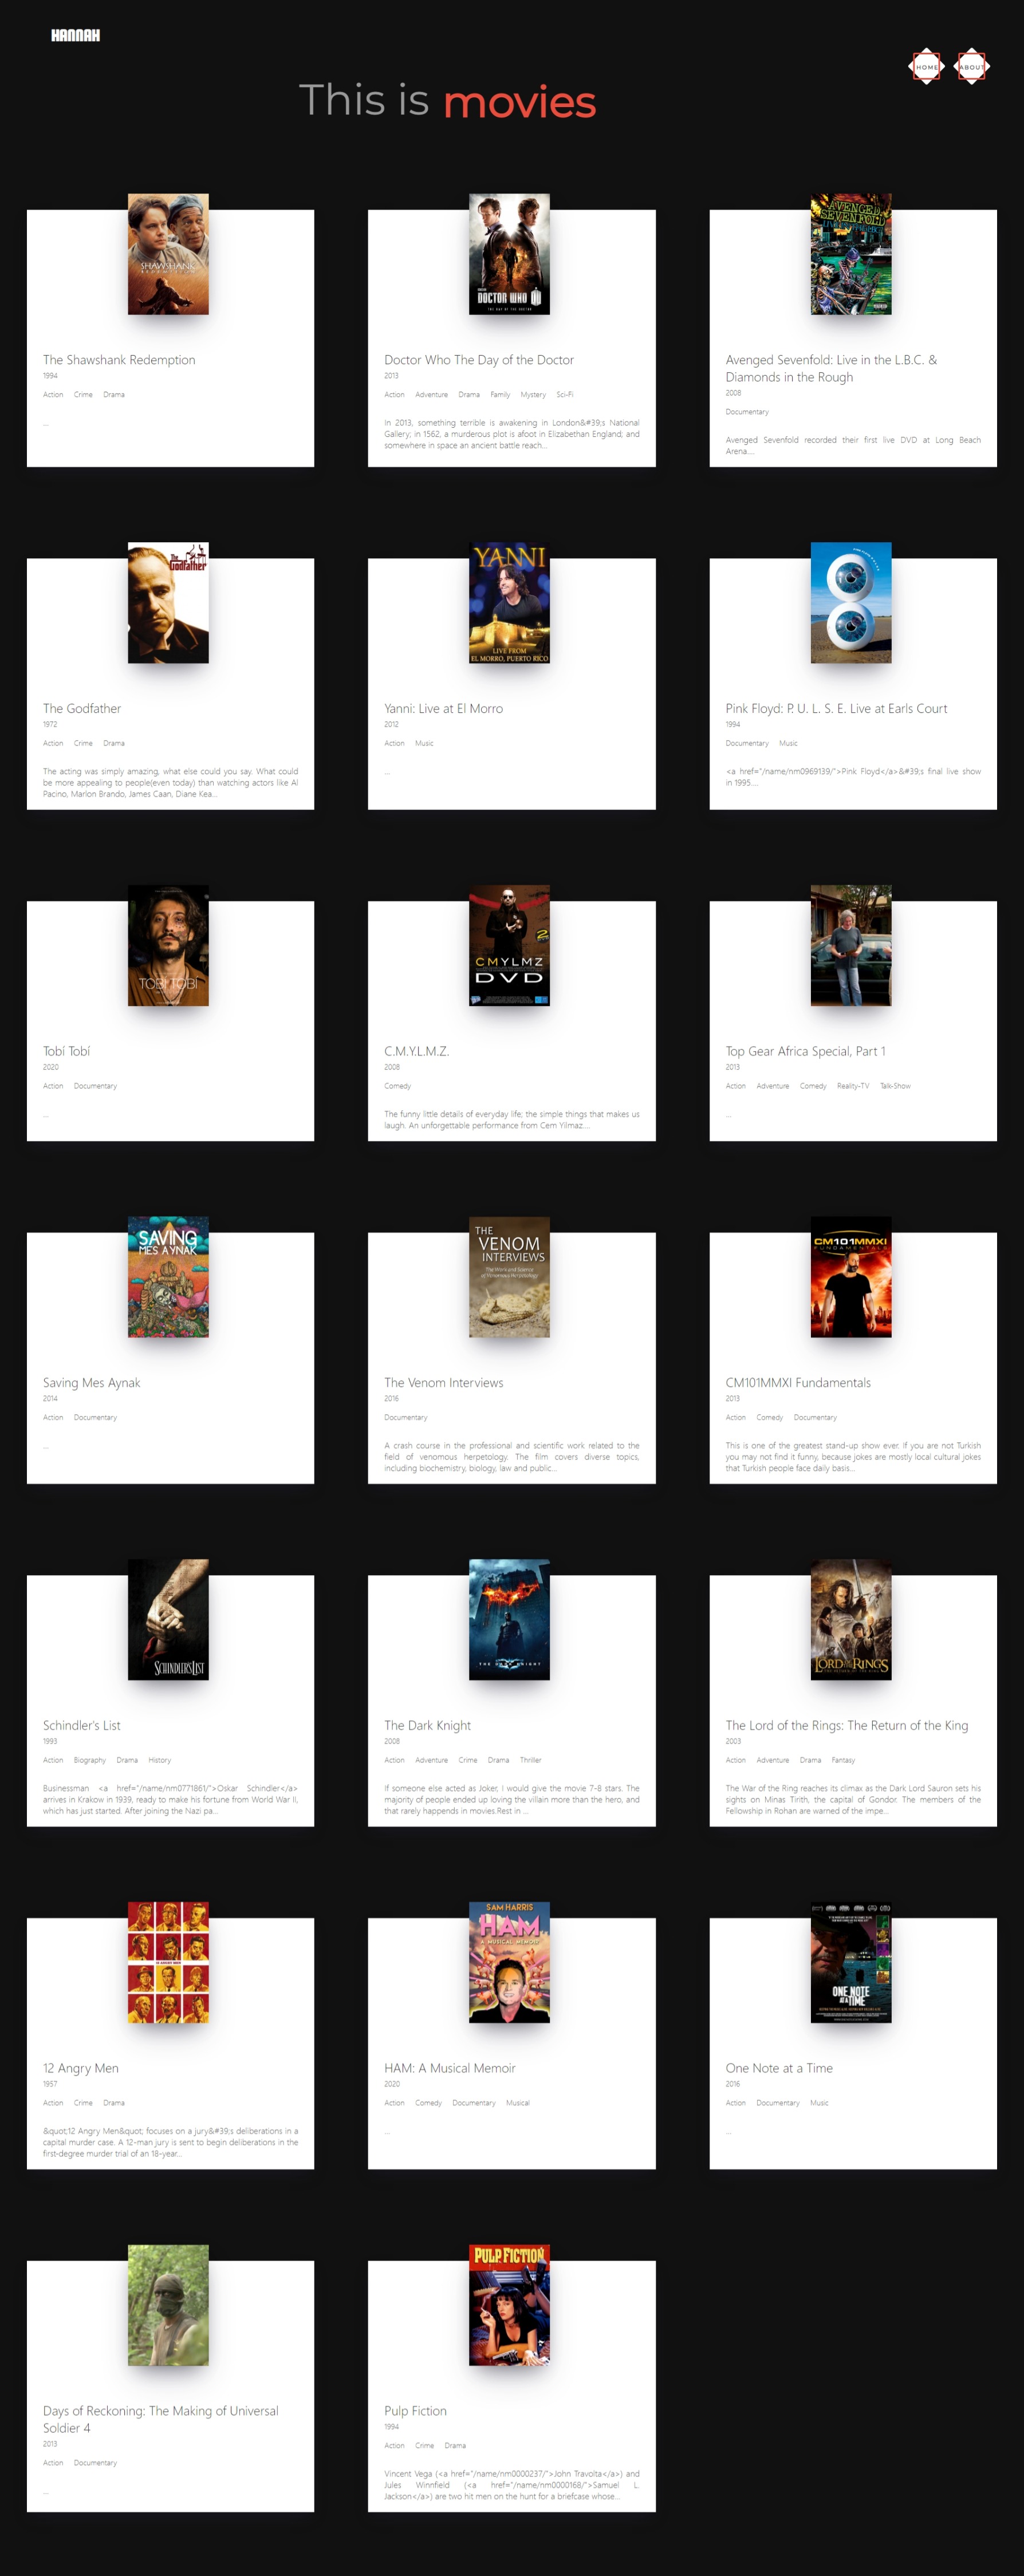 HANNAH
HOME ABOUT
This is movies
SHAWSHANK
DOCTOR WHO
THE DAY OF THE DOCTOR
AVENGED
SEVENFOLD
The Shawshank Redemption
1994
Action Crime Drama
...
Doctor Who The Day of the Doctor
2013
Action Adventure Drama Family Mystery Sci-Fi
In 2013, something terrible is awakening in London&#39;s National
Gallery; in 1562, a murderous plot is afoot in Elizabethan England; and
somewhere in space an ancient battle reach...
Avenged Sevenfold: Live in the L.B.C. &
Diamonds in the Rough
2008
Documentary
Avenged Sevenfold recorded their first live DVD at Long Beach
Arena....
The Godfather
YANNI
LIVE FROM
EL MORRO, PUERTO RICO
The Godfather
1972
Action Crime Drama
The acting was simply amazing, what else could you say. What could
be more appealing to people(even today) than watching actors like Al
Pacino, Marlon Brando, James Caan, Diane Kea...
Yanni: Live at El Morro
2012
Action Music
...
Pink Floyd: P. U. L. S. E. Live at Earls Court
1994
Documentary Music
<a href="/name/nm0969139/">Pink Floyd</a>&#39;s final live show
in 1995....
TOBI TOBI
CMYLMZ
DVD
2
Tobi Tobi
2020
Action Documentary
...
C.M.Y.L.M.Z.
2008
Comedy
The funny little details of everyday life; the simple things that makes us
laugh. An unforgettable performance from Cem Yilmaz....
Top Gear Africa Special, Part 1
2013
Action Adventure Comedy Reality-TV Talk-Show
...
SAVING
MES AYNAK
THE
VENOM
INTERVIEWS
The Work and Science
of Venomous Herpetology
CM101MMXI
FUNDAMENTALS
Saving Mes Aynak
2014
Action Documentary
...
The Venom Interviews
2016
Documentary
A crash course in the professional and scientific work related to the
field of venomous herpetology. The film covers diverse topics,
including biochemistry, biology, law and public...
CM101MMXI Fundamentals
2013
Action Comedy Documentary
This is one of the greatest stand-up show ever. If you are not Turkish
you may not find it funny, because jokes are mostly local cultural jokes
that Turkish people face daily basis...
SCHINDLER'S LIST
THE DARK KNIGHT
THE LORD OF THE RINGS
THE RETURN OF THE KING
Schindler's List
1993
Action Biography Drama History
Businessman <a href="/name/nm0771861/">Oskar Schindler</a>
arrives in Krakow in 1939, ready to make his fortune from World War II,
which has just started. After joining the Nazi pa...
The Dark Knight
2008
Action Adventure Crime Drama Thriller
If someone else acted as Joker, I would give the movie 7-8 stars. The
majority of people ended up loving the villain more than the hero, and
that rarely happends in movies.Rest in ...
The Lord of the Rings: The Return of the King
2003
Action Adventure Drama Fantasy
The War of the Ring reaches its climax as the Dark Lord Sauron sets his
sights on Minas Tirith, the capital of Gondor. The members of the
Fellowship in Rohan are warned of the impe...
12 ANGRY MEN
SAM HARRIS
HAM
A MUSICAL MEMOIR
ONE NOTE
AT A TIME
12 Angry Men
1957
Action Crime Drama
&quot;12 Angry Men&quot; focuses on a jury&#39;s deliberations in a
capital murder case. A 12-man jury is sent to begin deliberations in the
first-degree murder trial of an 18-year...
HAM: A Musical Memoir
2020
Action Comedy Documentary Musical
...
One Note at a Time
2016
Action Documentary Music
...
PULP FICTION
Days of Reckoning: The Making of Universal
Soldier 4
2013
Action Documentary
...
Pulp Fiction
1994
Action Crime Drama
Vincent Vega (<a href="/name/nm0000237/">John Travolta</a>) and
Jules Winnfield (<a href="/name/nm0000168/">Samuel L.
Jackson</a>) are two hit men on the hunt for a briefcase whose...